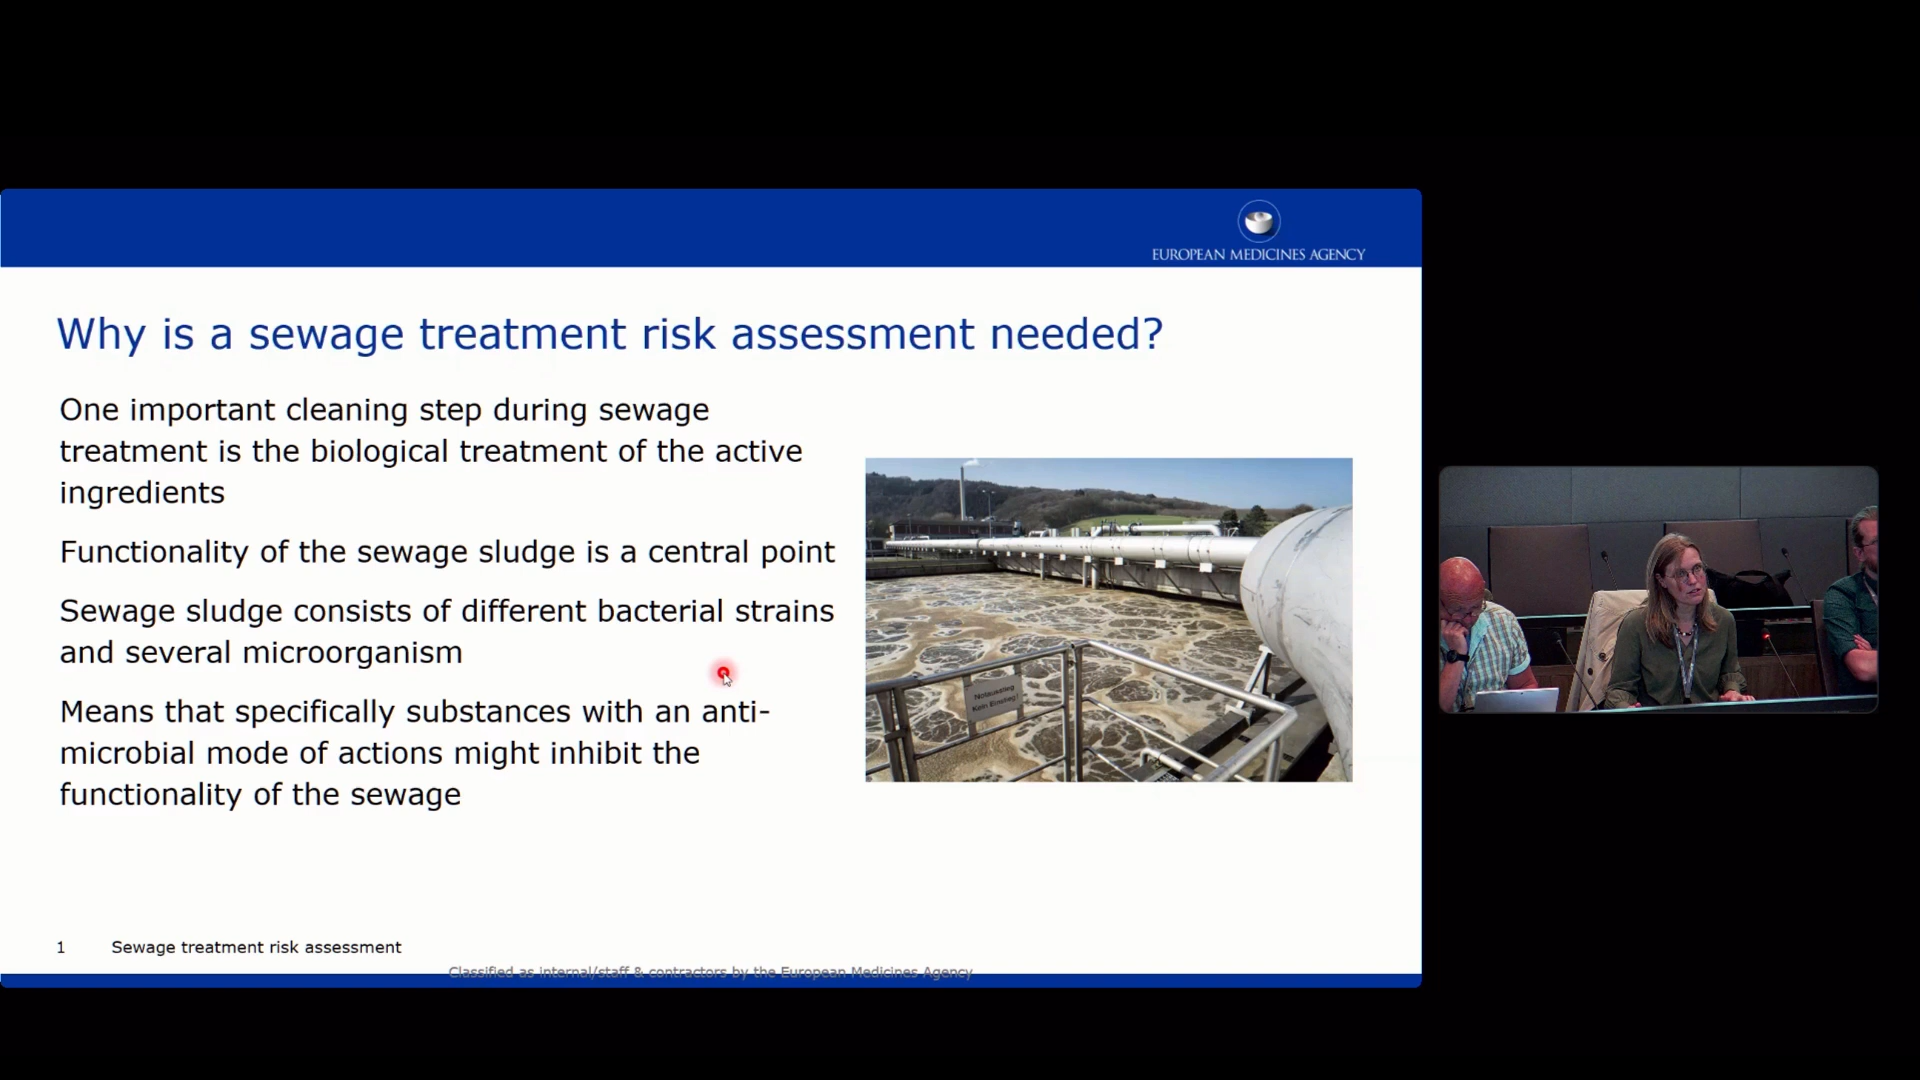 EUROPEAN MEDICINES AGENCY
Why is a sewage treatment risk assessment needed?
One important cleaning step during sewage
treatment is the biological treatment of the active
ingredients
Functionality of the sewage sludge is a central point
Sewage sludge consists of different bacterial strains
and several microorganism
Means that specifically substances with an anti-
microbial mode of actions might inhibit the
functionality of the sewage
Notausstieg
Kein Einstieg!
1 Sewage treatment risk assessment
Classified as internal/staff & contractors by the European Medicines Agency